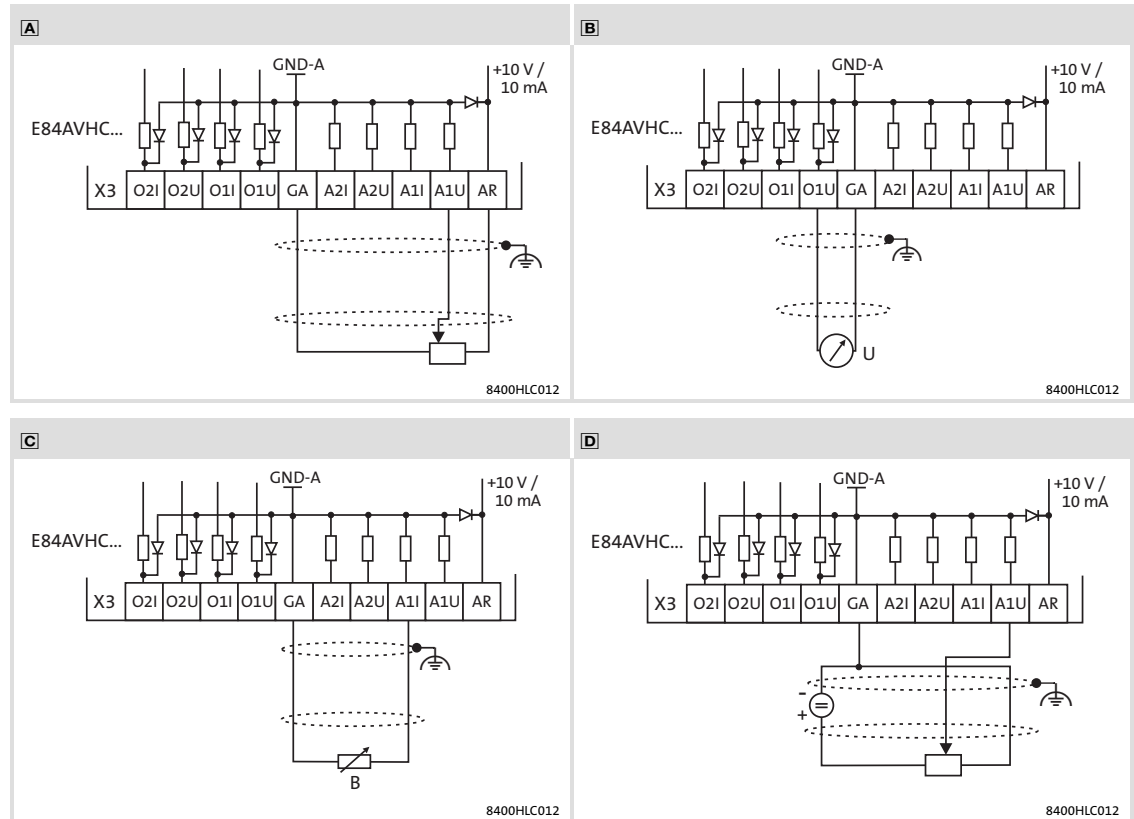 A
GND-A
+10 V /
10 mA
E84AVHC...
X3 O2I O2U O1I O1U GA A2I A2U A1I A1U AR
8400HLC012
B
GND-A
+10 V /
10 mA
E84AVHC...
X3 O2I O2U O1I O1U GA A2I A2U A1I A1U AR
U
8400HLC012
C
GND-A
+10 V /
10 mA
E84AVHC...
X3 O2I O2U O1I O1U GA A2I A2U A1I A1U AR
B
8400HLC012
D
GND-A
+10 V /
10 mA
E84AVHC...
X3 O2I O2U O1I O1U GA A2I A2U A1I A1U AR
-
+
8400HLC012